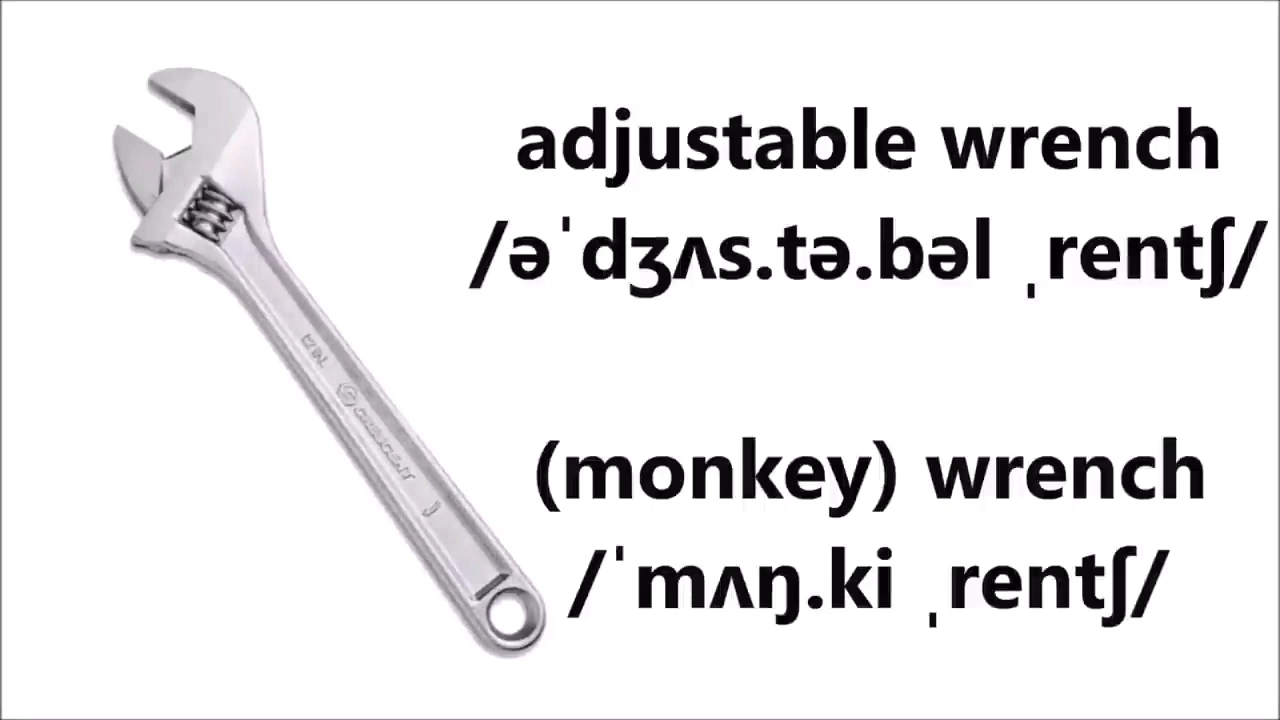 adjustable wrench
/əˈdʒʌs.tə.bəl ˌrentʃ/
(monkey) wrench
/ˈmʌŋ.ki ˌrentʃ/